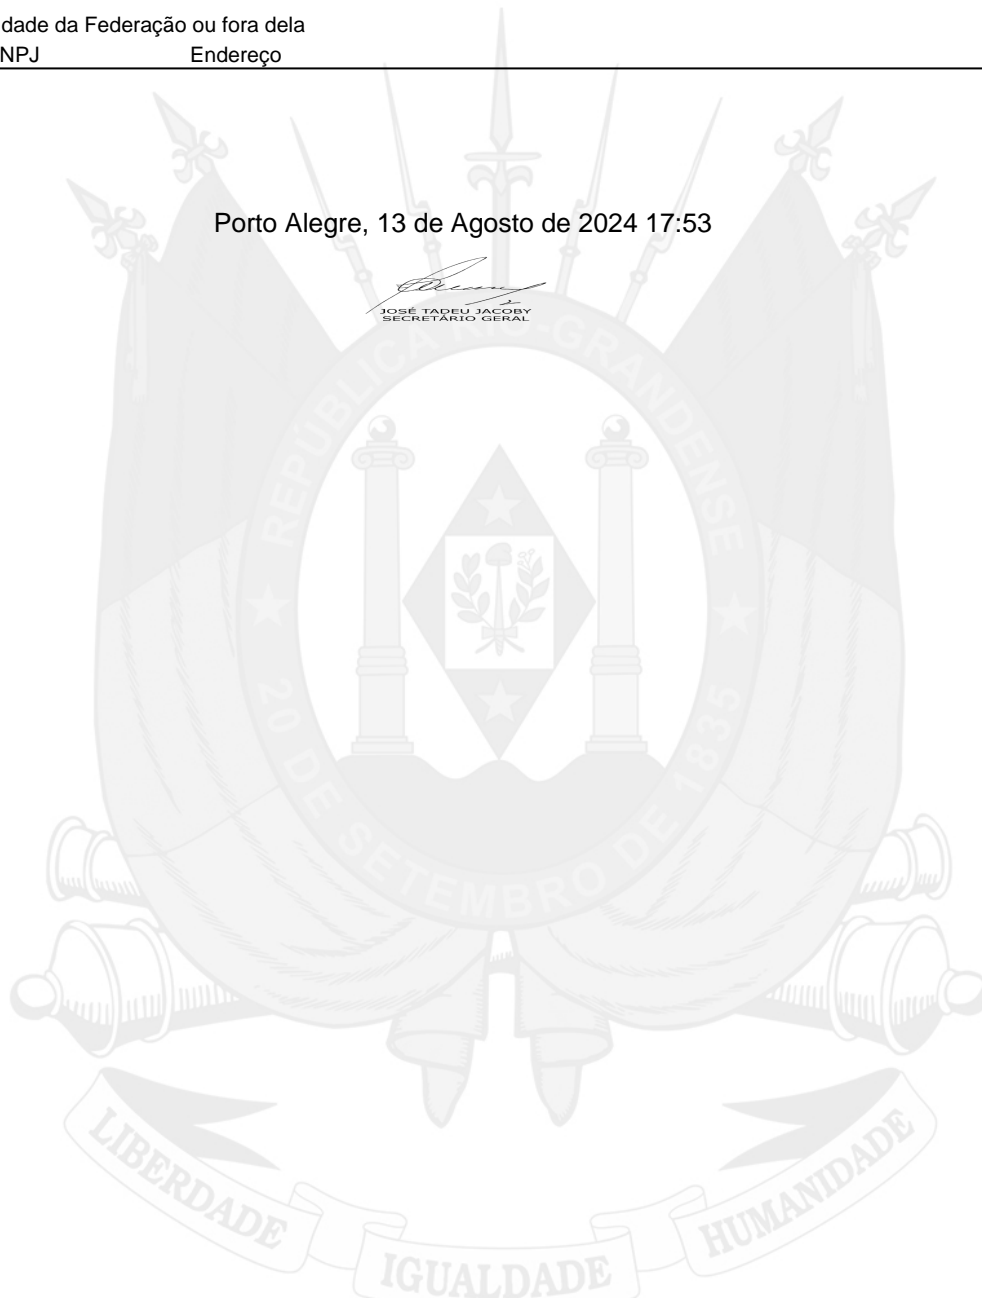 dade da Federação ou fora dela
NPJ Endereço
Porto Alegre, 13 de Agosto de 2024 17:53
JOSÉ TADEU JACOBY
SECRETÁRIO GERAL
REPÚBLICA RIO-GRANDENSE
20 DE SETEMBRO DE 1835
LIBERDADE IGUALDADE HUMANIDADE